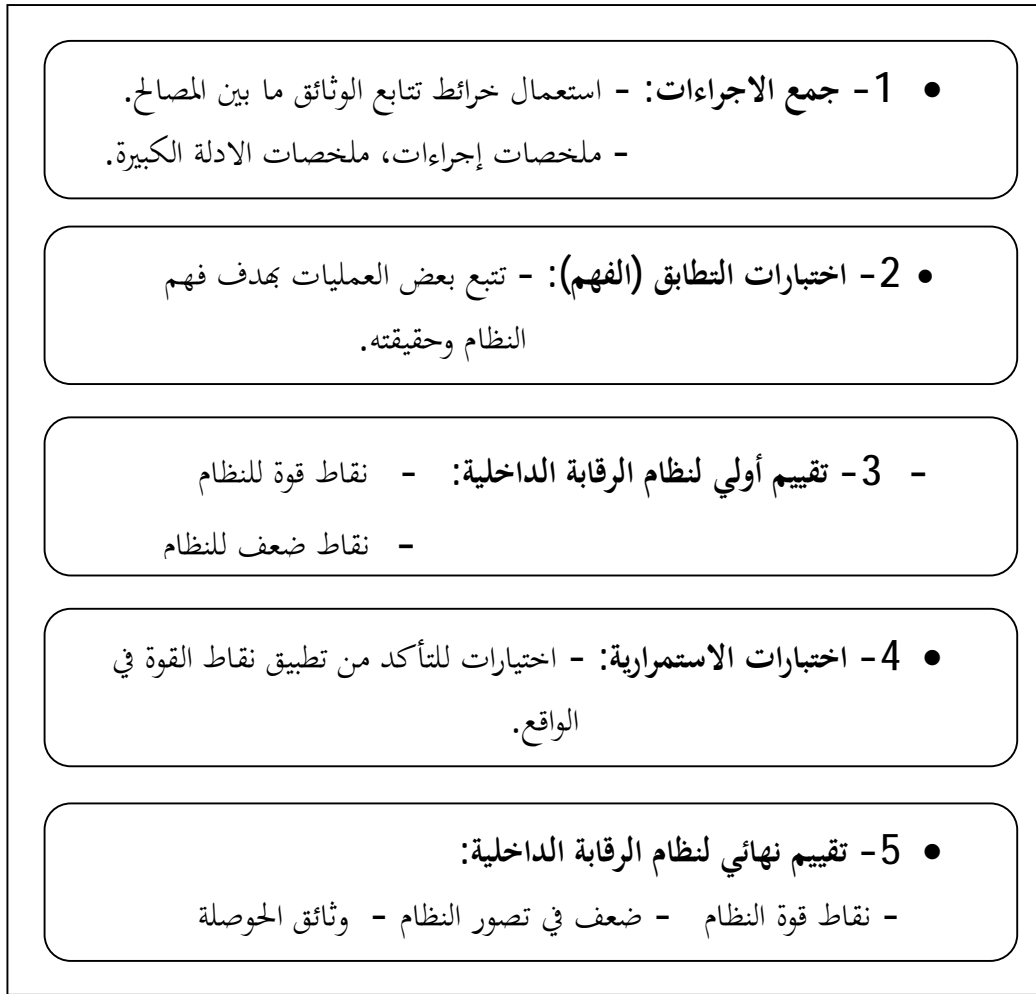 • 1- جمع الاجراءات: - استعمال خرائط تتابع الوثائق ما بين المصالح.
- ملخصات إجراءات، ملخصات الادلة الكبيرة.
• 2- اختبارات التطابق (الفهم): - تتبع بعض العمليات بهدف فهم
النظام وحقيقته.
- 3- تقييم أولي لنظام الرقابة الداخلية: - نقاط قوة للنظام
- نقاط ضعف للنظام
• 4- اختبارات الاستمرارية: - اختيارات للتأكد من تطبيق نقاط القوة في
الواقع.
• 5- تقييم نهائي لنظام الرقابة الداخلية:
- نقاط قوة النظام - ضعف في تصور النظام - وثائق الحوصلة